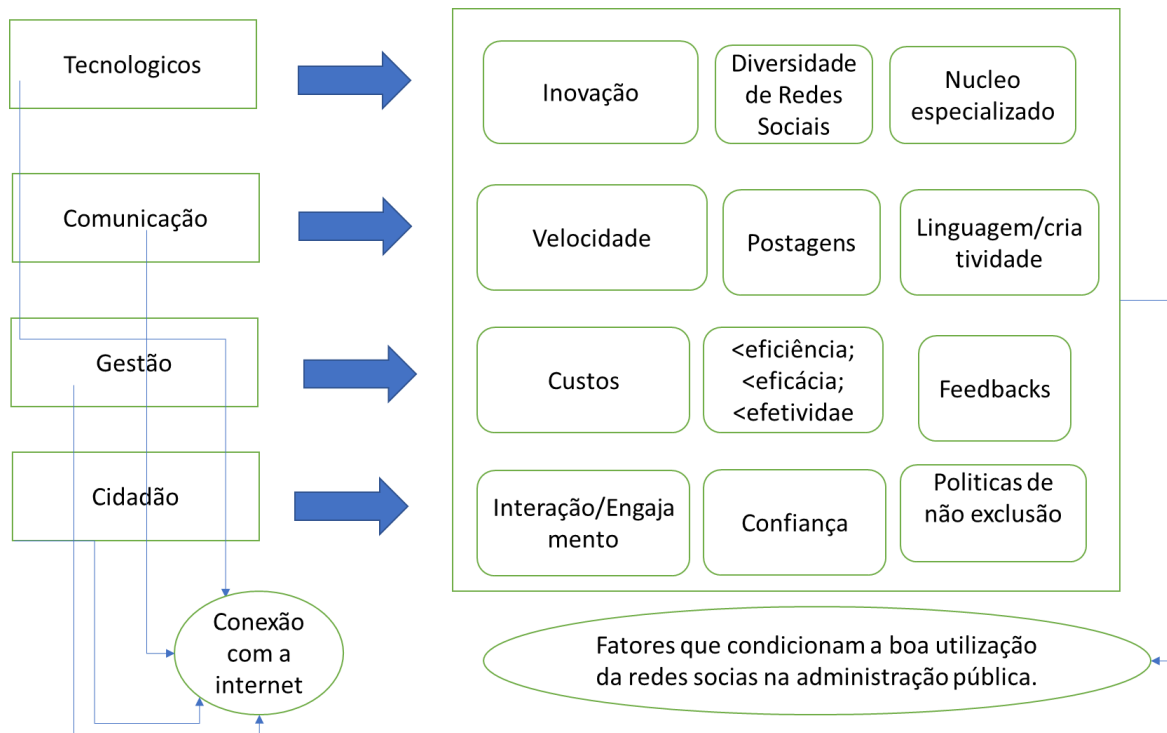 Tecnologicos
Inovação
Diversidade
de Redes
Sociais
Nucleo
especializado
Comunicação
Velocidade
Postagens
Linguagem/cria
tividade
Gestão
Custos
<eficiência;
<eficácia;
<efetividae
Feedbacks
Cidadão
Interação/Engaja
mento
Confiança
Politicas de
não exclusão
Conexão
com a
internet
Fatores que condicionam a boa utilização
da redes socias na administração pública.